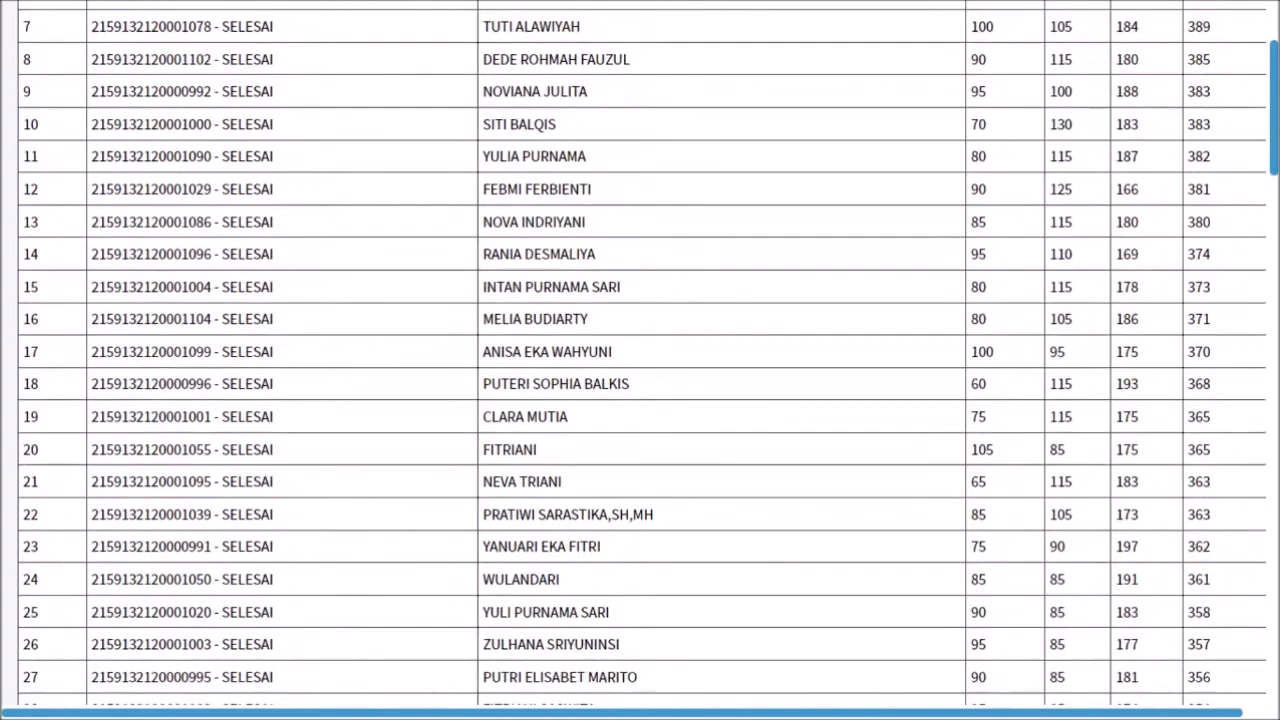 7 2159132120001078 - SELESAI TUTI ALAWIYAH 100 105 184 389
8 2159132120001102 - SELESAI DEDE ROHMAH FAUZUL 90 115 180 385
9 2159132120000992 - SELESAI NOVIANA JULITA 95 100 188 383
10 2159132120001000 - SELESAI SITI BALQIS 70 130 183 383
11 2159132120001090 - SELESAI YULIA PURNAMA 80 115 187 382
12 2159132120001029 - SELESAI FEBMI FERBIENTI 90 125 166 381
13 2159132120001086 - SELESAI NOVA INDRIYANI 85 115 180 380
14 2159132120001096 - SELESAI RANIA DESMALIYA 95 110 169 374
15 2159132120001004 - SELESAI INTAN PURNAMA SARI 80 115 178 373
16 2159132120001104 - SELESAI MELIA BUDIARTY 80 105 186 371
17 2159132120001099 - SELESAI ANISA EKA WAHYUNI 100 95 175 370
18 2159132120000996 - SELESAI PUTERI SOPHIA BALKIS 60 115 193 368
19 2159132120001001 - SELESAI CLARA MUTIA 75 115 175 365
20 2159132120001055 - SELESAI FITRIANI 105 85 175 365
21 2159132120001095 - SELESAI NEVA TRIANI 65 115 183 363
22 2159132120001039 - SELESAI PRATIWI SARASTIKA,SH,MH 85 105 173 363
23 2159132120000991 - SELESAI YANUARI EKA FITRI 75 90 197 362
24 2159132120001050 - SELESAI WULANDARI 85 85 191 361
25 2159132120001020 - SELESAI YULI PURNAMA SARI 90 85 183 358
26 2159132120001003 - SELESAI ZULHANA SRIYUNINSI 95 85 177 357
27 2159132120000995 - SELESAI PUTRI ELISABET MARITO 90 85 181 356